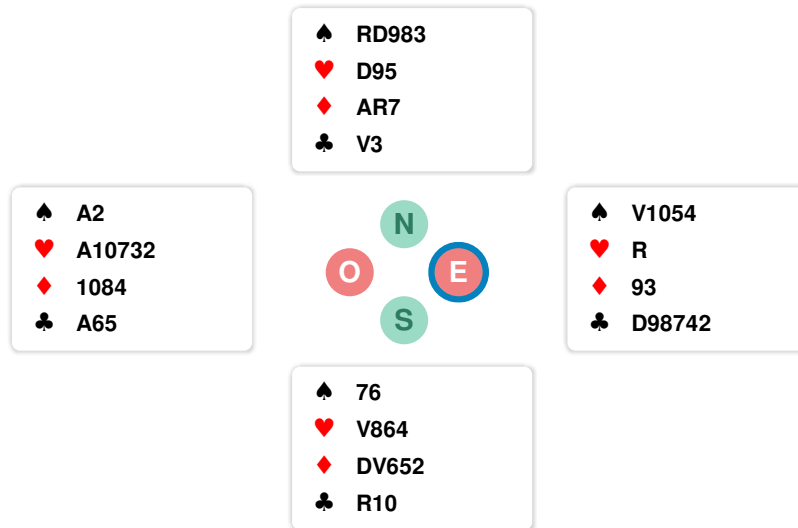 ♠ RD983
♥ D95
♦ AR7
♣ V3
♠ A2
♥ A10732
♦ 1084
♣ A65
N
O
E
S
♠ V1054
♥ R
♦ 93
♣ D98742
♠ 76
♥ V864
♦ DV652
♣ R10